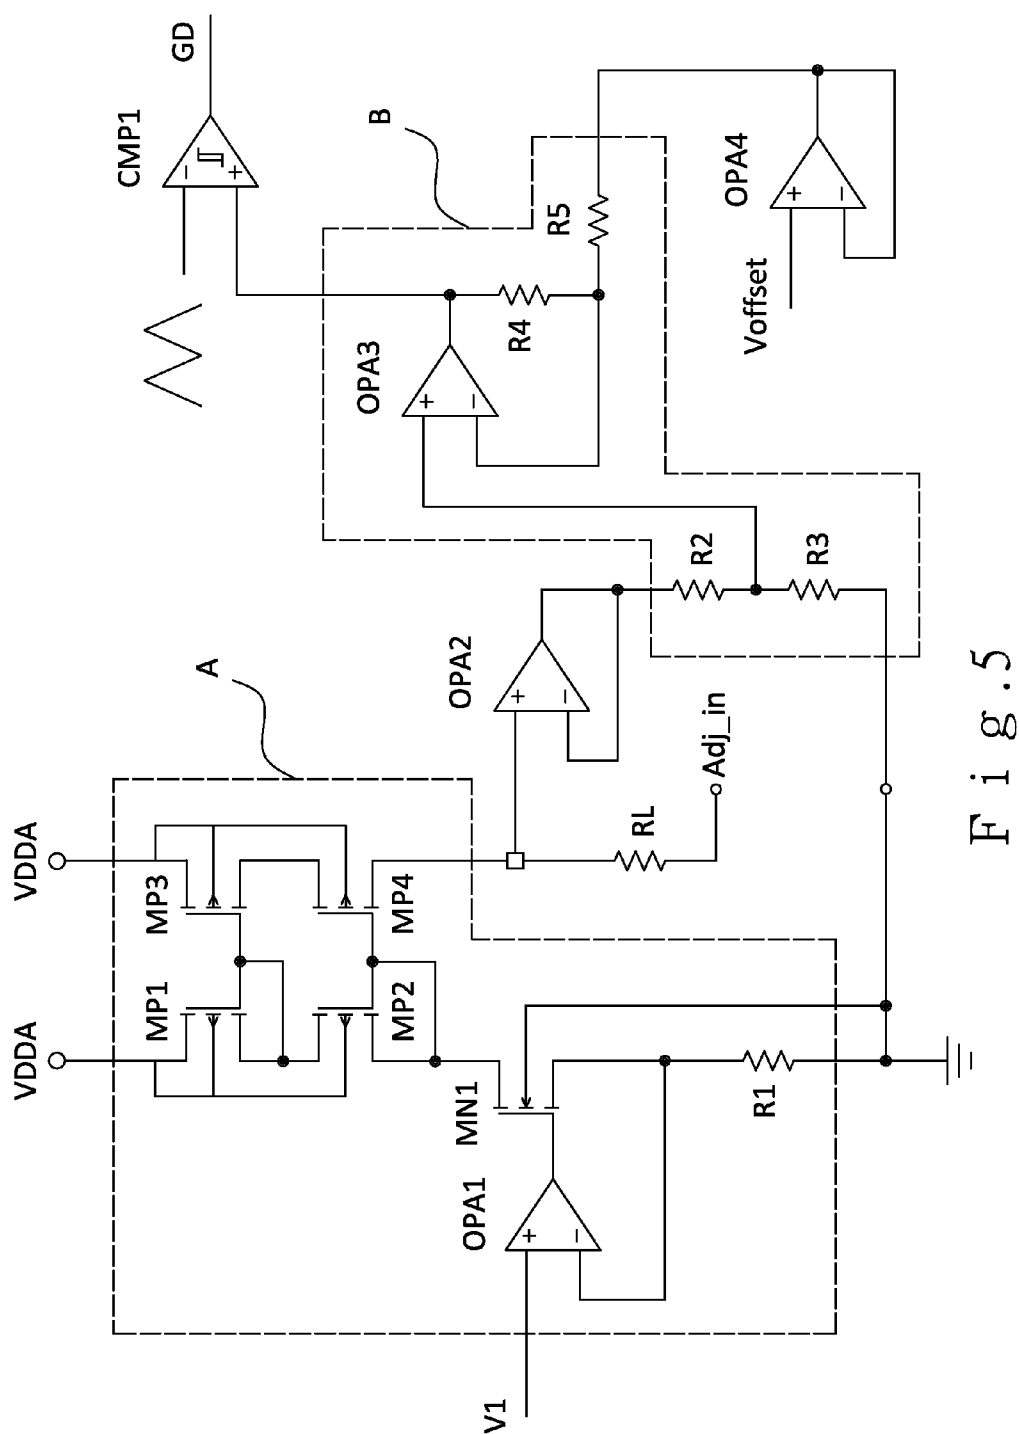 VDDA
VDDA
A
MP1
MP3
MP2
MP4
MN1
OPA1
V1
R1
RL
Adj_in
OPA2
R2
R3
B
OPA3
R4
R5
CMP1
GD
OPA4
Voffset
Fig.5